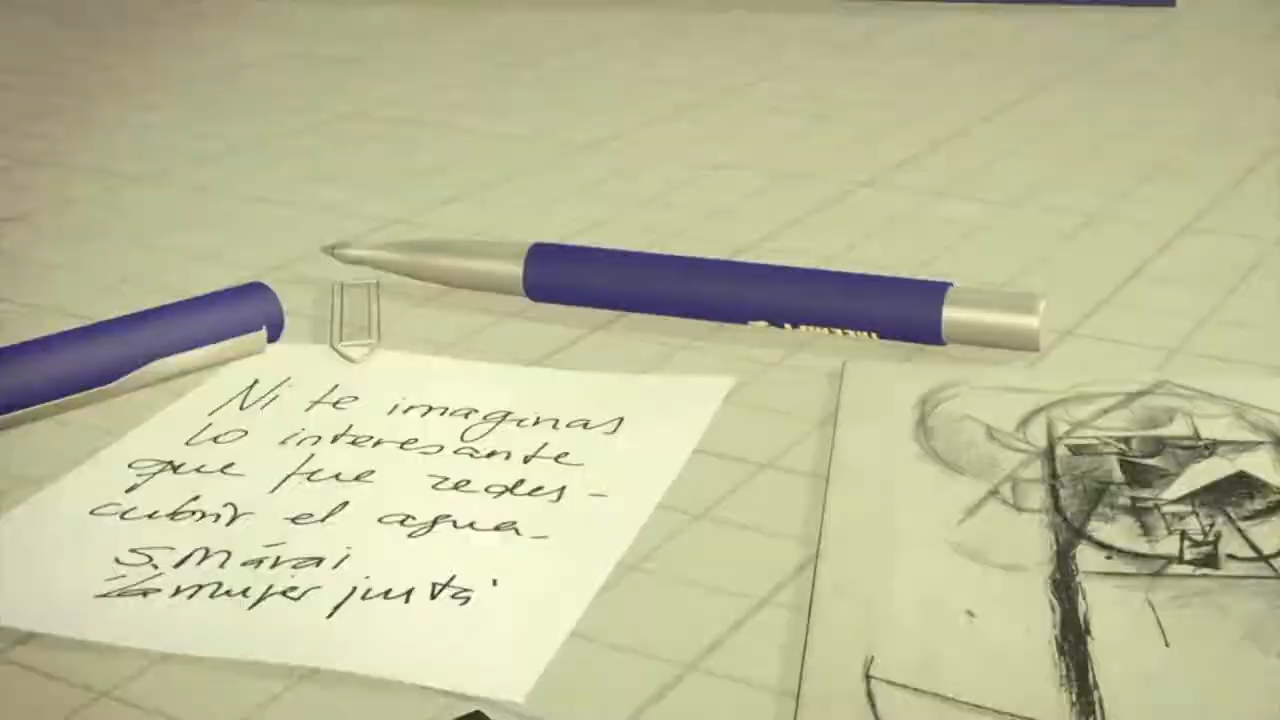 Ni te imaginas
lo interesante
que fue redes-
cubrir el agua.
S. Márai
"La mujer justa"